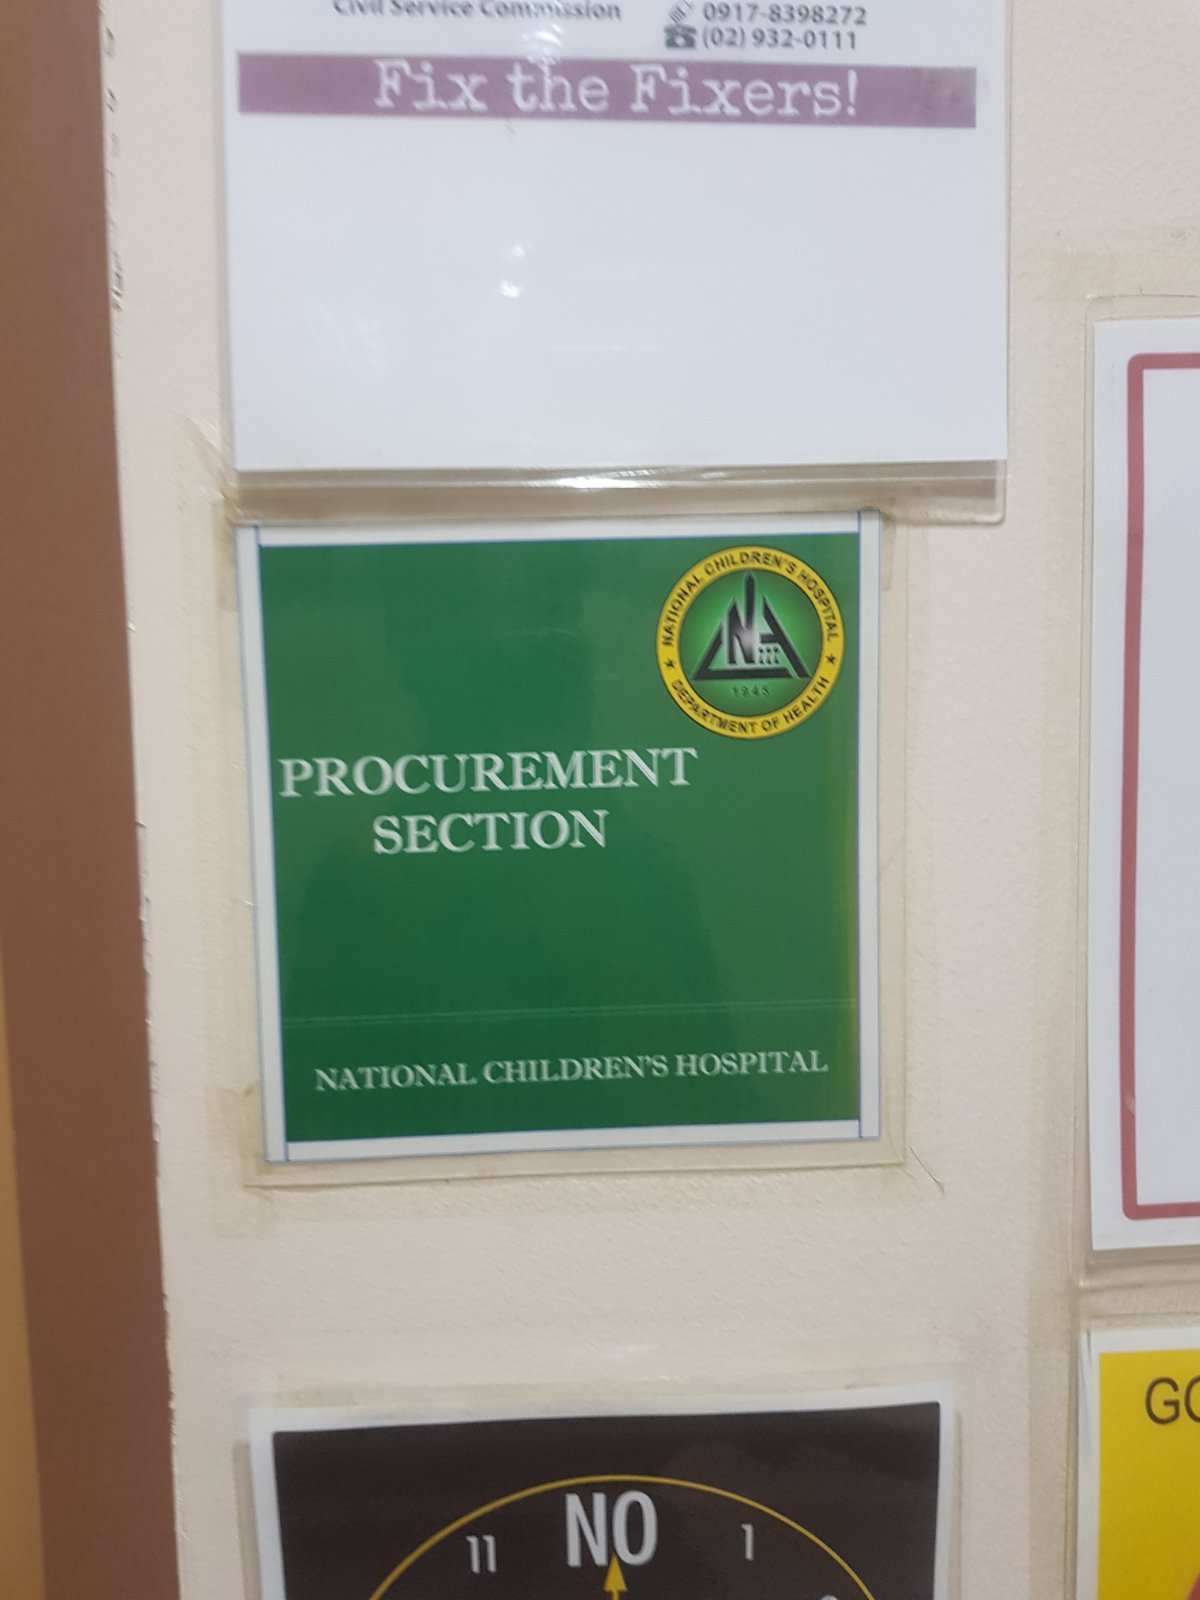 Civil Service Commission
0917-8398272
(02) 932-0111
Fix the Fixers!
NATIONAL CHILDREN'S HOSPITAL
1945
DEPARTMENT OF HEALTH
PROCUREMENT
SECTION
NATIONAL CHILDREN'S HOSPITAL
GO
11 NO 1